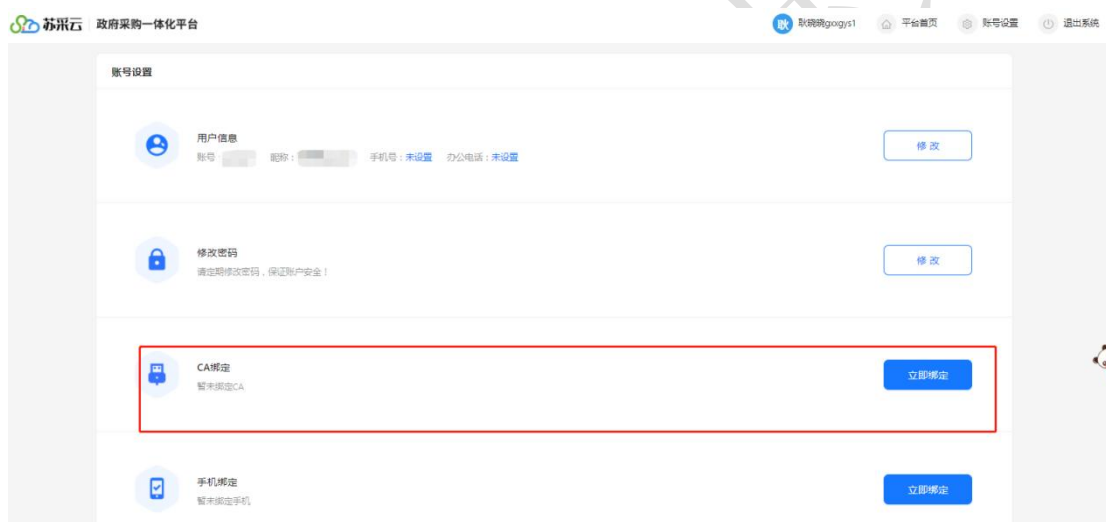 苏采云 政府采购一体化平台 耿 耿晓晓gxxgys1 平台首页 账号设置 退出系统
账号设置
用户信息
账号: 昵称: 手机号:未设置 办公电话:未设置
修 改
修改密码
请定期修改密码,保证账户安全!
修 改
CA绑定
暂未绑定CA
立即绑定
手机绑定
暂未绑定手机
立即绑定